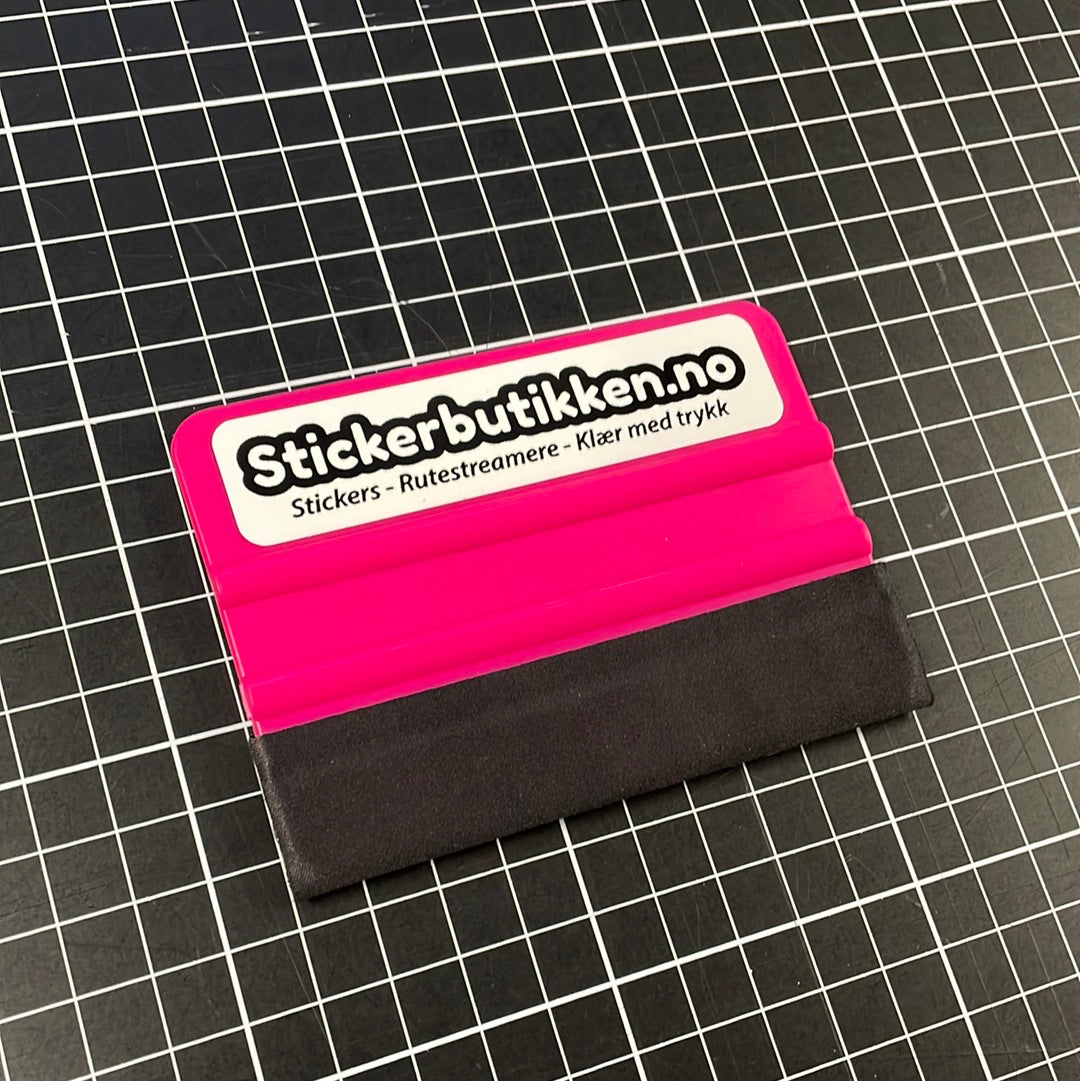 Stickerbutikken.no
Stickers - Rutestreamere - Klær med trykk